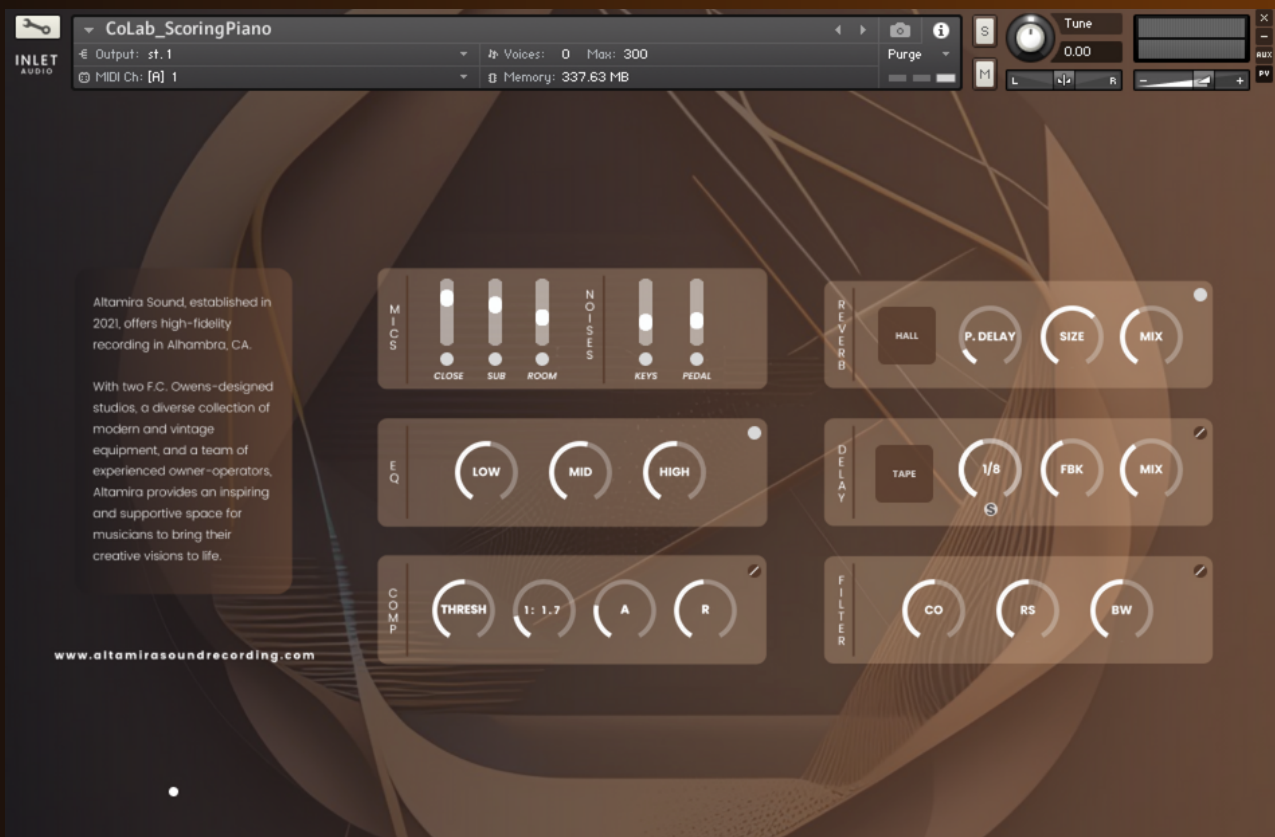 CoLab_ScoringPiano
Output: st.1
Voices: 0 Max: 300
Purge
MIDI Ch: [A] 1
Memory: 337.63 MB
INLET
AUDIO
S
M
Tune
0.00
L R
- +
×
-
AUX
PV
Altamira Sound, established in
2021, offers high-fidelity
recording in Alhambra, CA.
With two F.C. Owens-designed
studios, a diverse collection of
modern and vintage
equipment, and a team of
experienced owner-operators,
Altamira provides an inspiring
and supportive space for
musicians to bring their
creative visions to life.
www.altamirasoundrecording.com
MICS
CLOSE SUB ROOM
NOISES
KEYS PEDAL
EQ
LOW MID HIGH
COMP
THRESH 1: 1.7 A R
REVERB
HALL P. DELAY SIZE MIX
DELAY
TAPE 1/8 FBK MIX
S
FILTER
CO RS BW